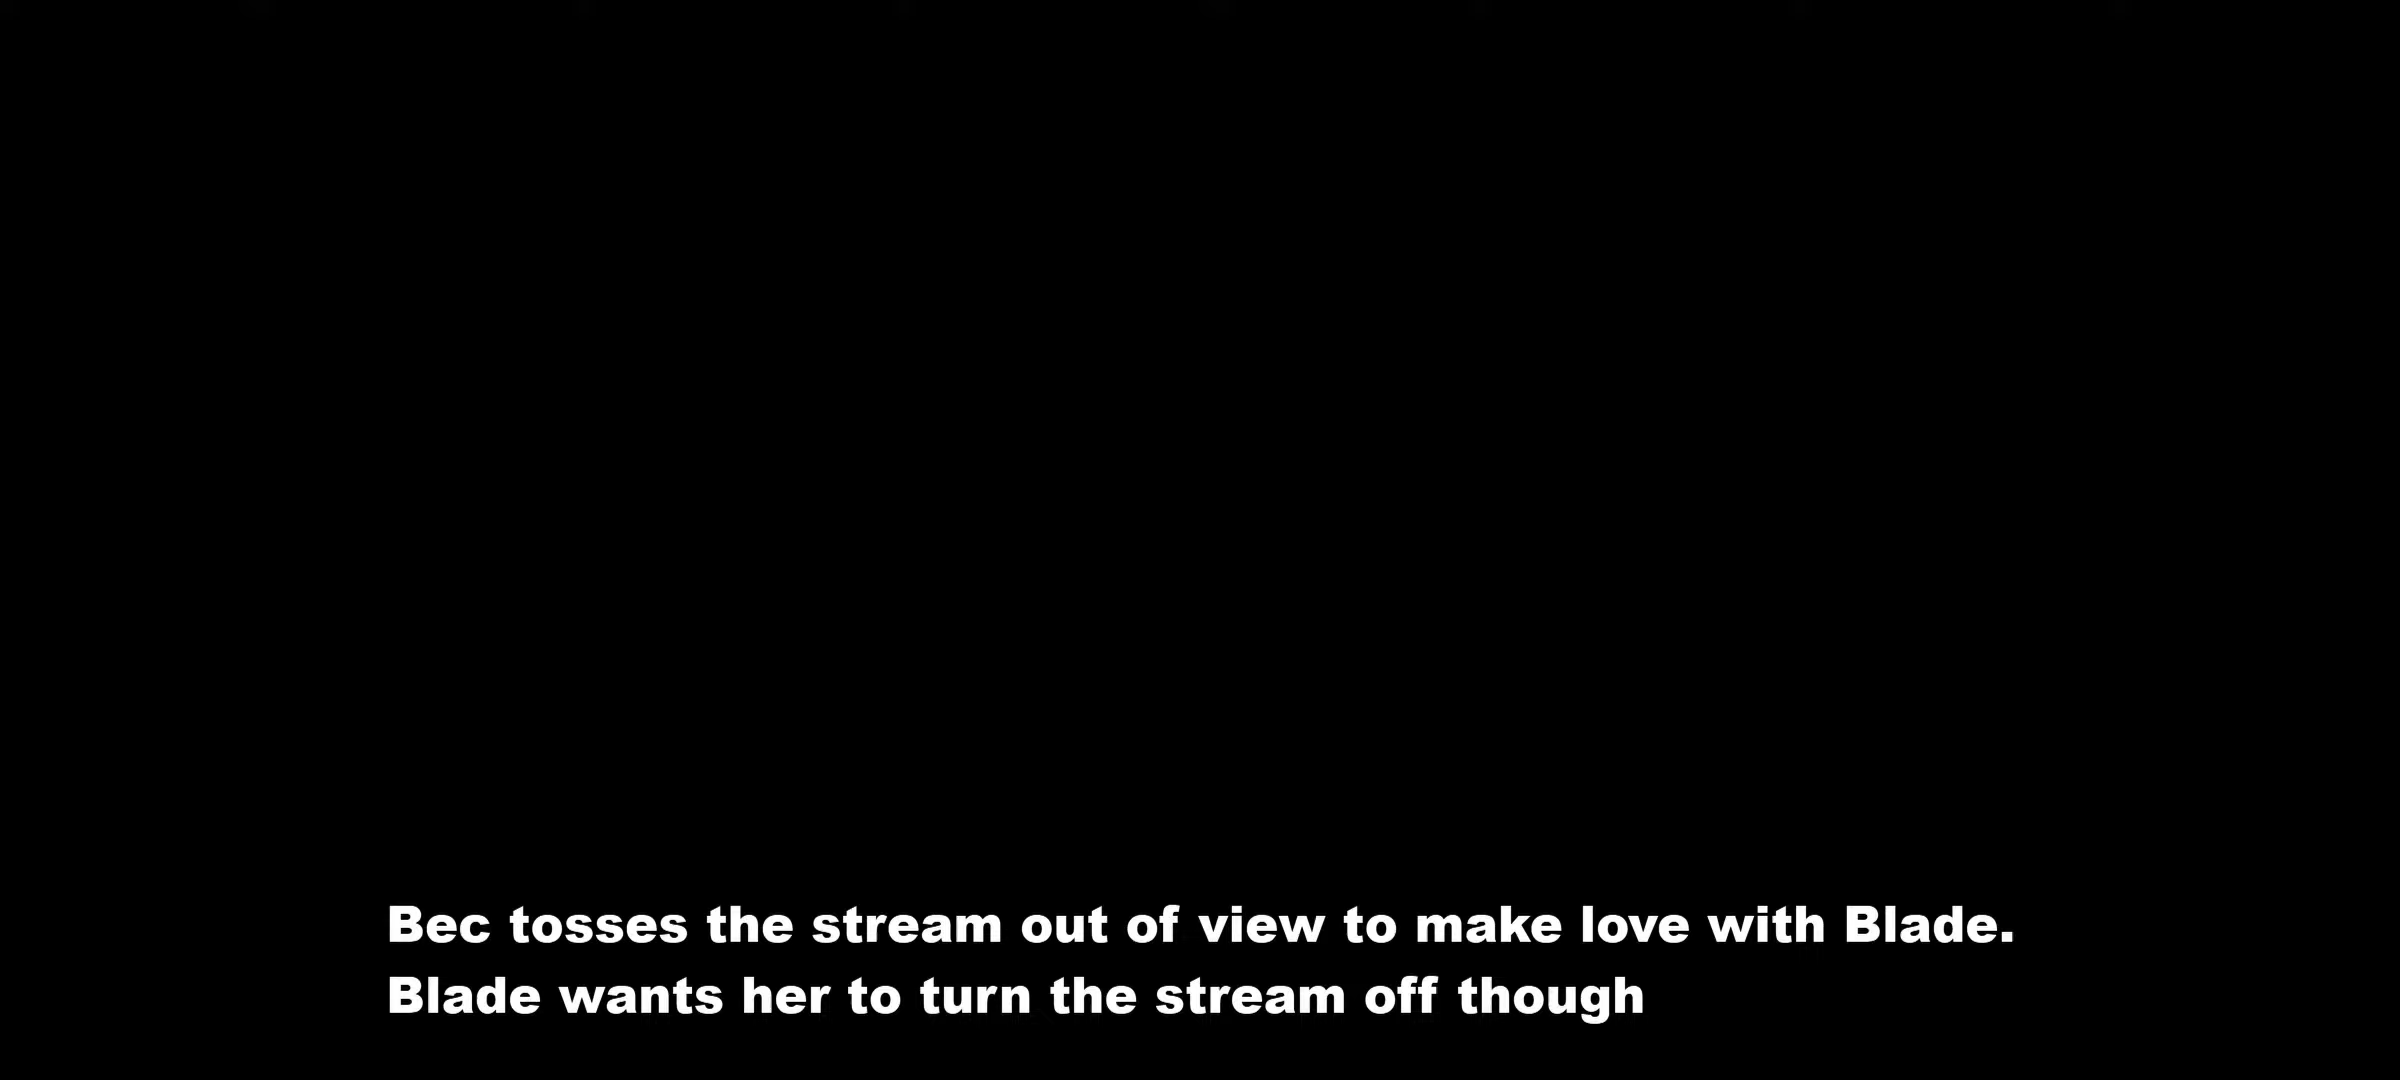 Bec tosses the stream out of view to make love with Blade.
Blade wants her to turn the stream off though